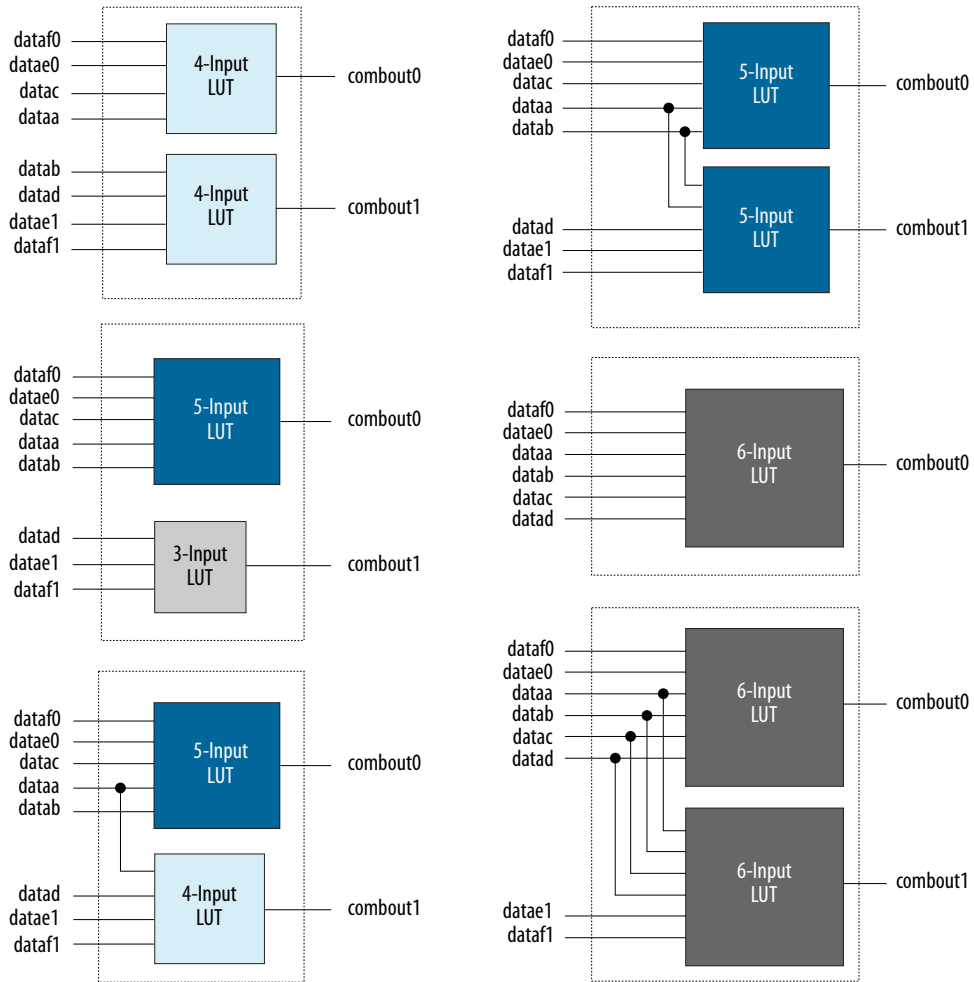 dataf0
datae0
datac
dataa
4-Input
LUT
combout0
datab
datad
datae1
dataf1
4-Input
LUT
combout1
dataf0
datae0
datac
dataa
datab
5-Input
LUT
combout0
datad
datae1
dataf1
3-Input
LUT
combout1
dataf0
datae0
datac
dataa
datab
5-Input
LUT
combout0
datad
datae1
dataf1
4-Input
LUT
combout1
dataf0
datae0
datac
dataa
datab
5-Input
LUT
combout0
datad
datae1
dataf1
5-Input
LUT
combout1
dataf0
datae0
dataa
datab
datac
datad
6-Input
LUT
combout0
dataf0
datae0
dataa
datab
datac
datad
6-Input
LUT
combout0
datae1
dataf1
6-Input
LUT
combout1